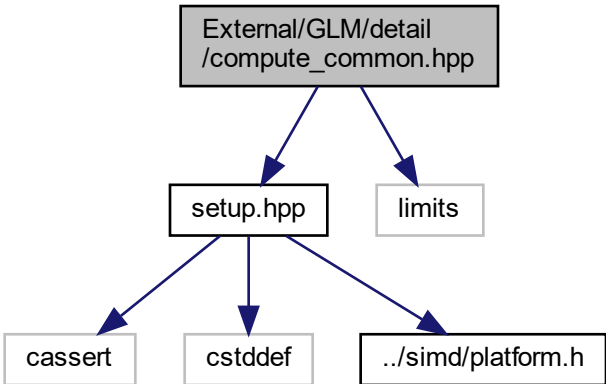 External/GLM/detail
/compute_common.hpp
setup.hpp
limits
cassert
cstddef
../simd/platform.h